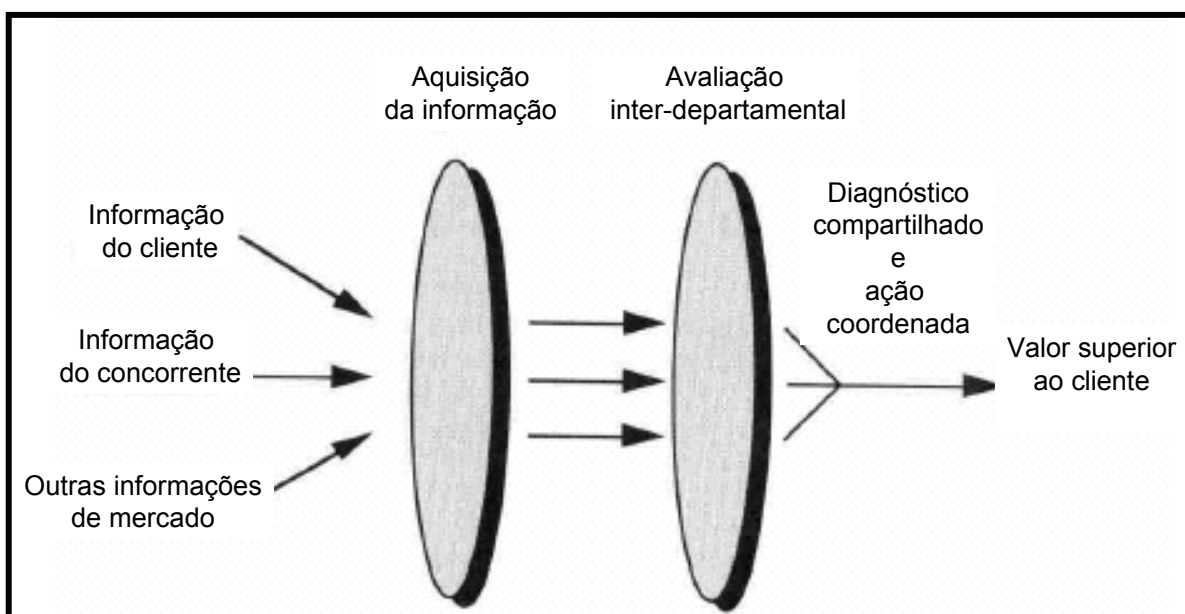 Aquisição
da informação
Avaliação
inter-departamental
Informação
do cliente
Informação
do concorrente
Outras informações
de mercado
Diagnóstico
compartilhado
e
ação
coordenada
Valor superior
ao cliente